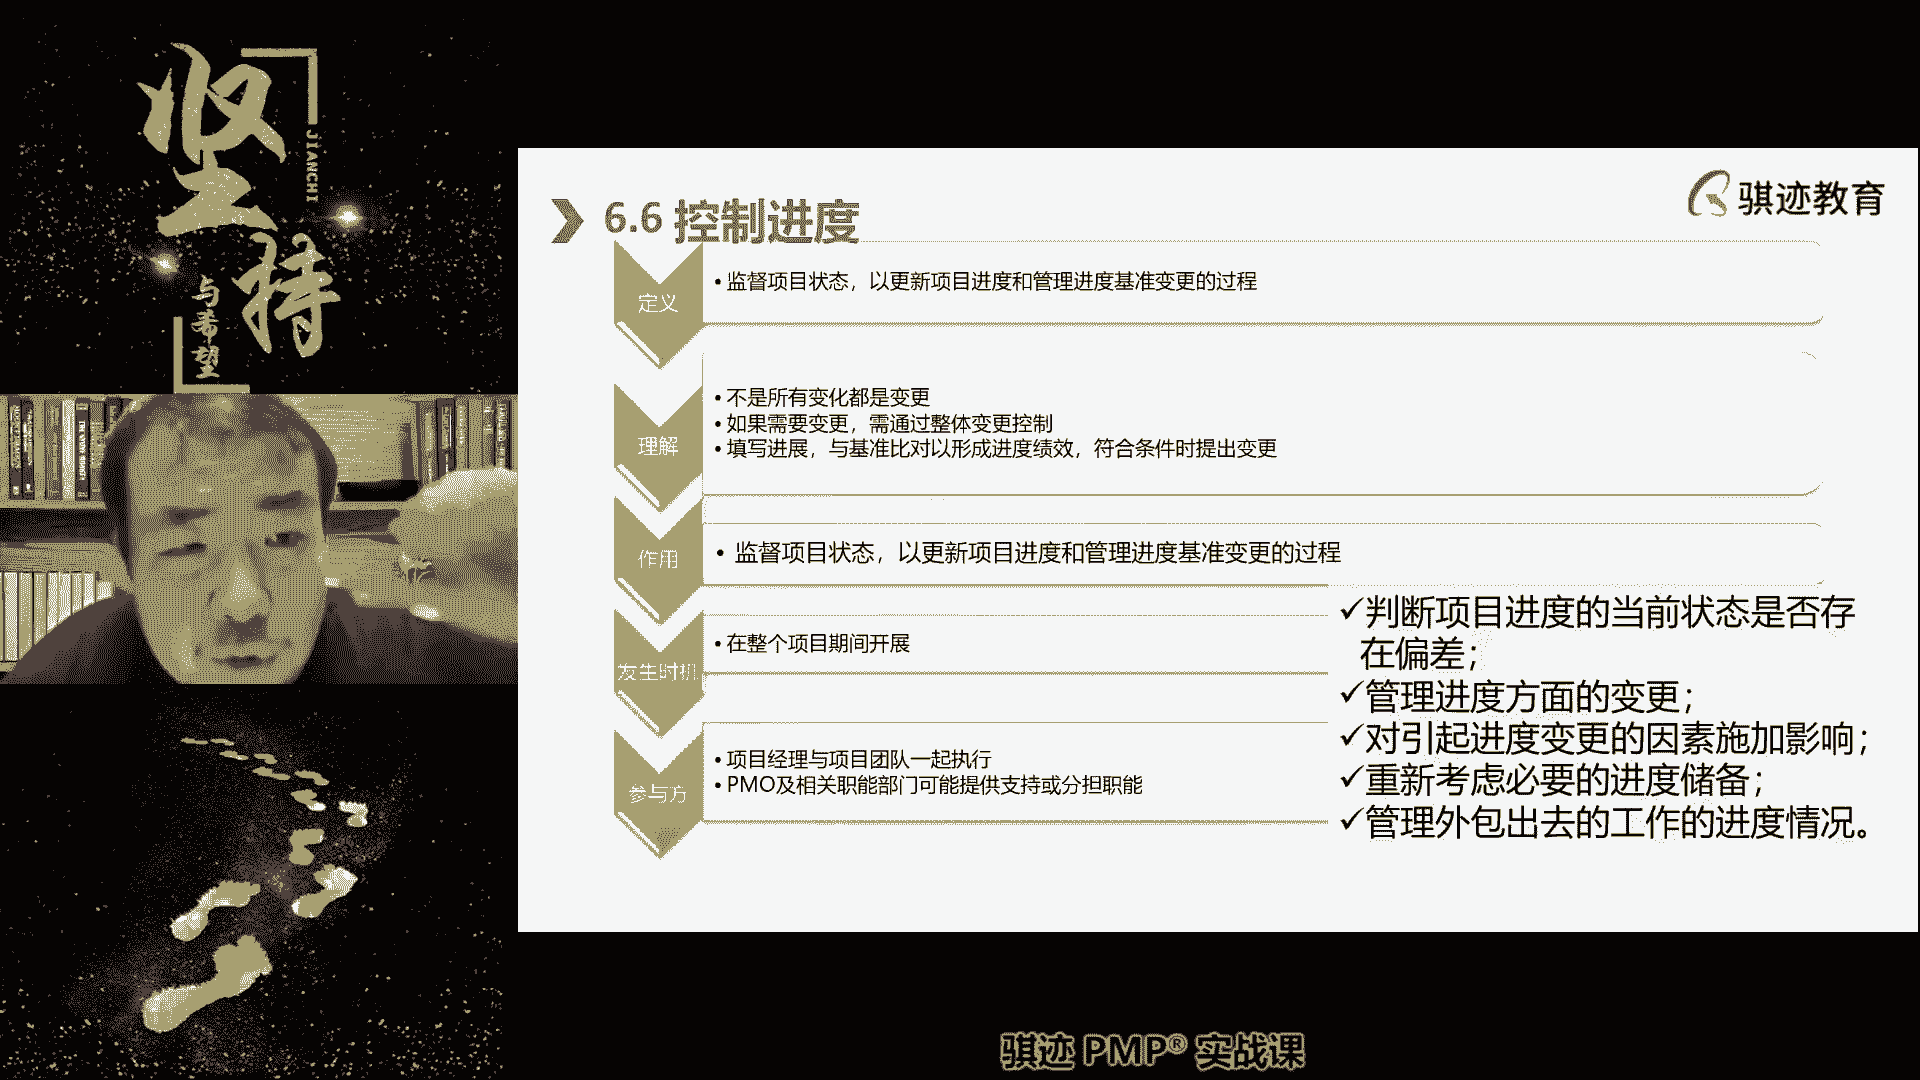 坚持
JIANCHI
与希望
骐迹教育
6.6 控制进度
定义
• 监督项目状态，以更新项目进度和管理进度基准变更的过程
理解
• 不是所有变化都是变更
• 如果需要变更，需通过整体变更控制
• 填写进展，与基准比对以形成进度绩效，符合条件时提出变更
作用
• 监督项目状态，以更新项目进度和管理进度基准变更的过程
发生时机
• 在整个项目期间开展
参与方
• 项目经理与项目团队一起执行
• PMO及相关职能部门可能提供支持或分担职能
✓判断项目进度的当前状态是否存
在偏差；
✓管理进度方面的变更；
✓对引起进度变更的因素施加影响；
✓重新考虑必要的进度储备；
✓管理外包出去的工作的进度情况。
骐迹 PMP® 实战课